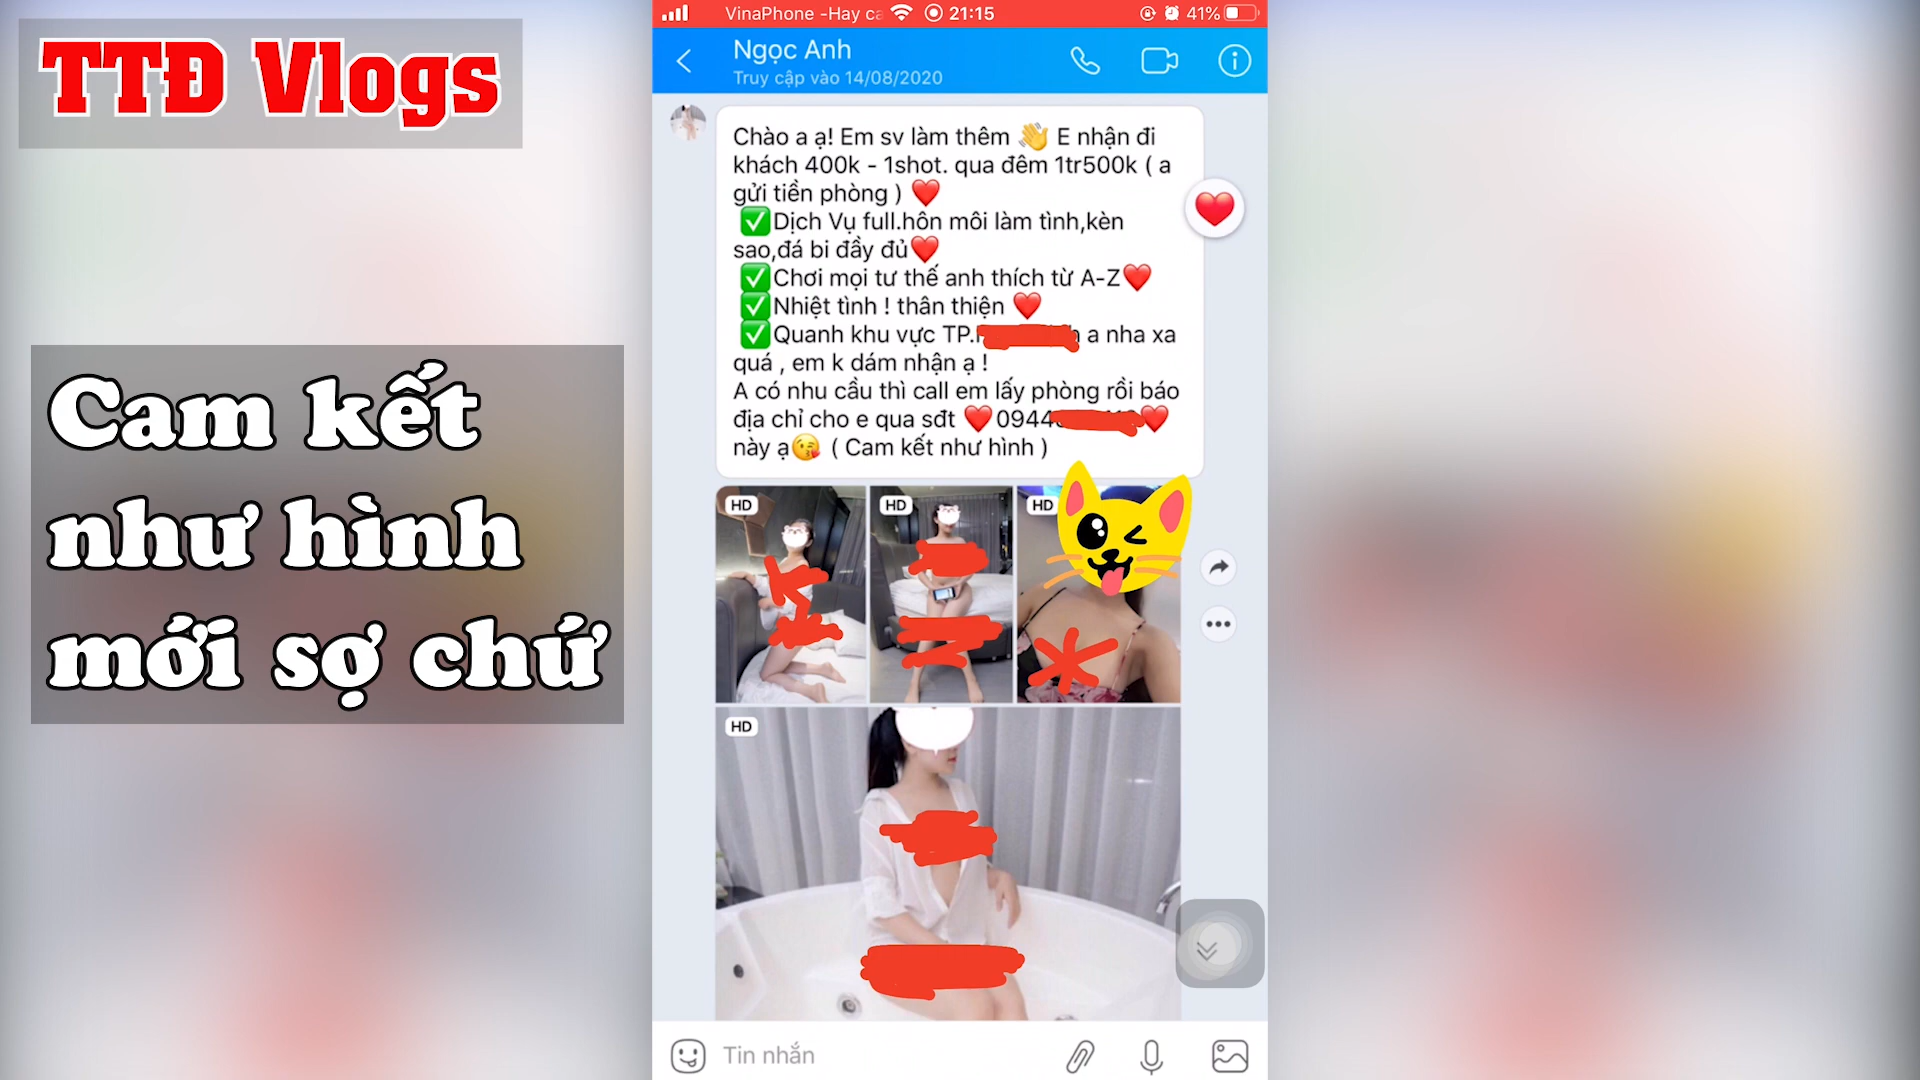 TTĐ Vlogs
Cam kết
như hình
mới sợ chứ
VinaPhone -Hay ca 21:15 41%
Ngọc Anh
Truy cập vào 14/08/2020
Chào a ạ! Em sv làm thêm 👋 E nhận đi
khách 400k - 1shot. qua đêm 1tr500k ( a
gửi tiền phòng ) ❤️
✅Dịch Vụ full.hôn môi làm tình,kèn
sao,đá bi đầy đủ❤️
✅Chơi mọi tư thế anh thích từ A-Z❤️
✅Nhiệt tình ! thân thiện ❤️
✅Quanh khu vực TP. a nha xa
quá , em k dám nhận ạ !
A có nhu cầu thì call em lấy phòng rồi báo
địa chỉ cho e qua sđt ❤️0944 ❤️
này ạ😘 ( Cam kết như hình )
HD HD HD
HD
Tin nhắn